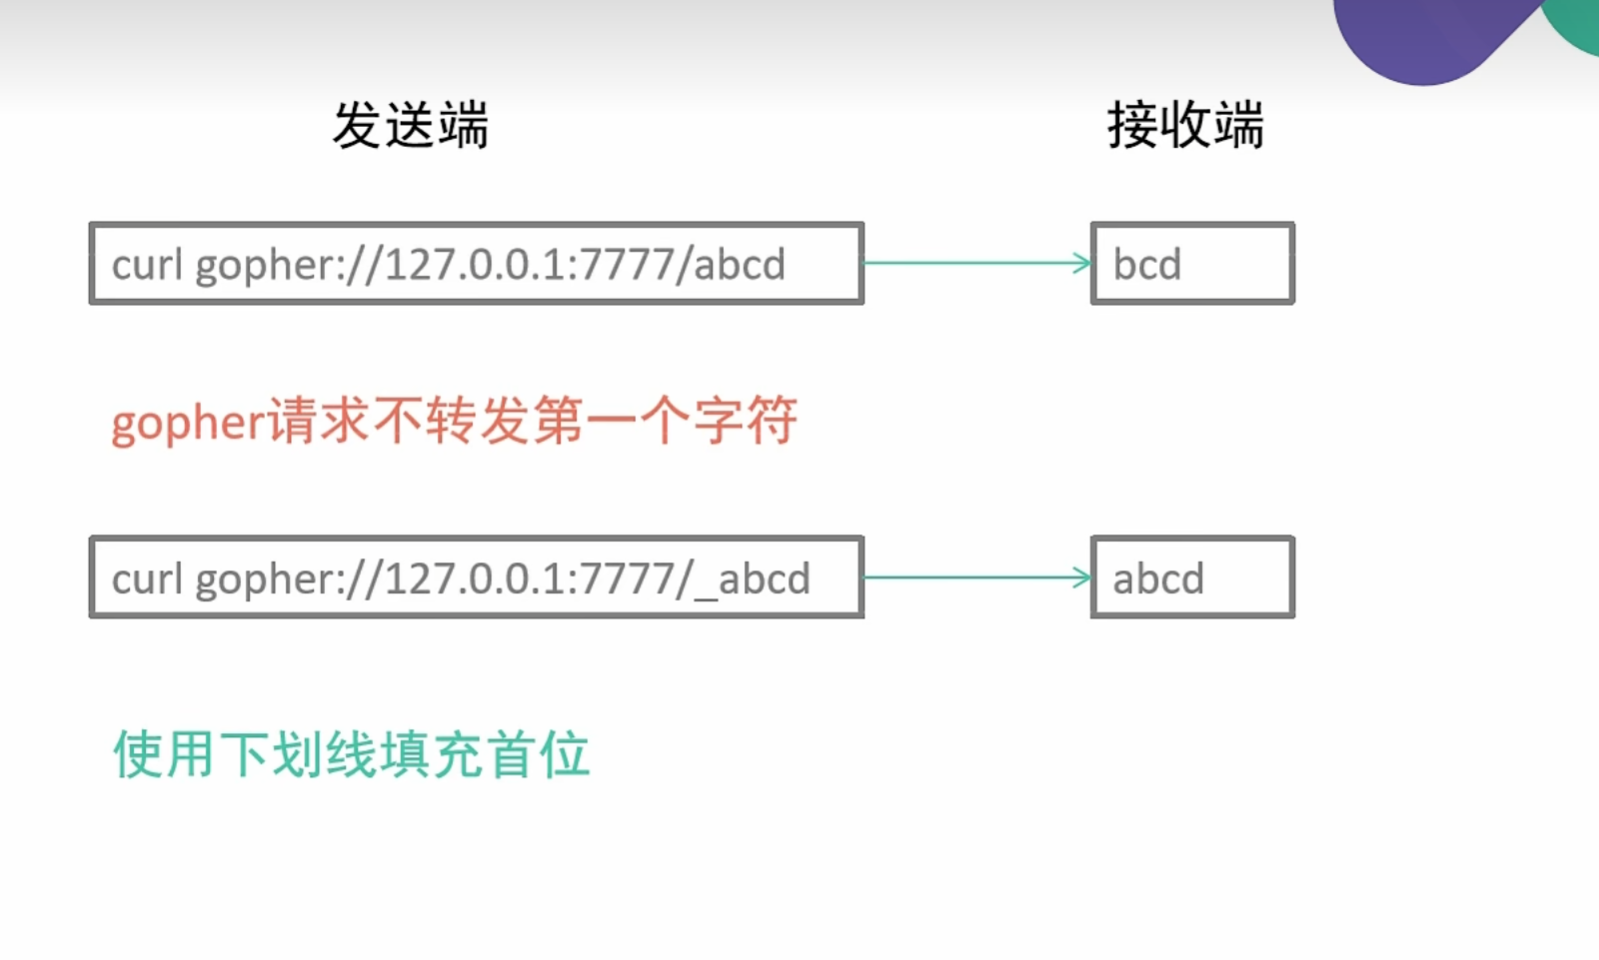 发送端
接收端
curl gopher://127.0.0.1:7777/abcd
bcd
gopher请求不转发第一个字符
curl gopher://127.0.0.1:7777/_abcd
abcd
使用下划线填充首位